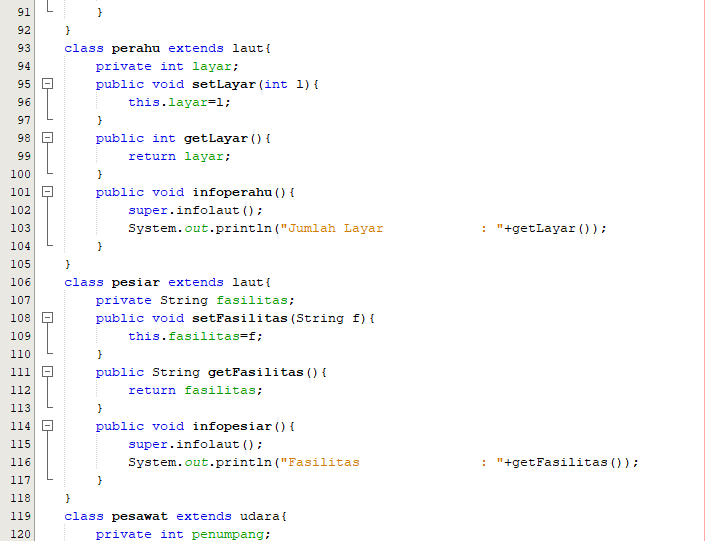 91 }
92 }
93 class perahu extends laut{
94 private int layar;
95 public void setLayar(int l){
96 this.layar=l;
97 }
98 public int getLayar(){
99 return layar;
100 }
101 public void infoperahu(){
102 super.infolaut();
103 System.out.println("Jumlah Layar             : "+getLayar());
104 }
105 }
106 class pesiar extends laut{
107 private String fasilitas;
108 public void setFasilitas(String f){
109 this.fasilitas=f;
110 }
111 public String getFasilitas(){
112 return fasilitas;
113 }
114 public void infopesiar(){
115 super.infolaut();
116 System.out.println("Fasilitas                : "+getFasilitas());
117 }
118 }
119 class pesawat extends udara{
120 private int penumpang;